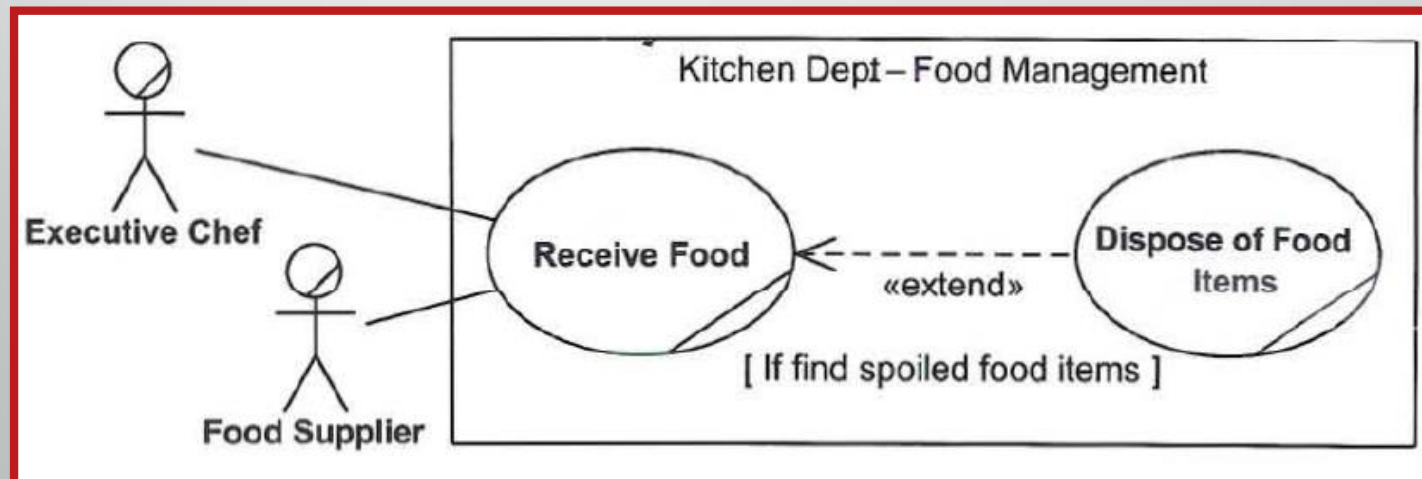 Kitchen Dept – Food Management
Executive Chef
Receive Food
Dispose of Food
Items
«extend»
[ If find spoiled food items ]
Food Supplier